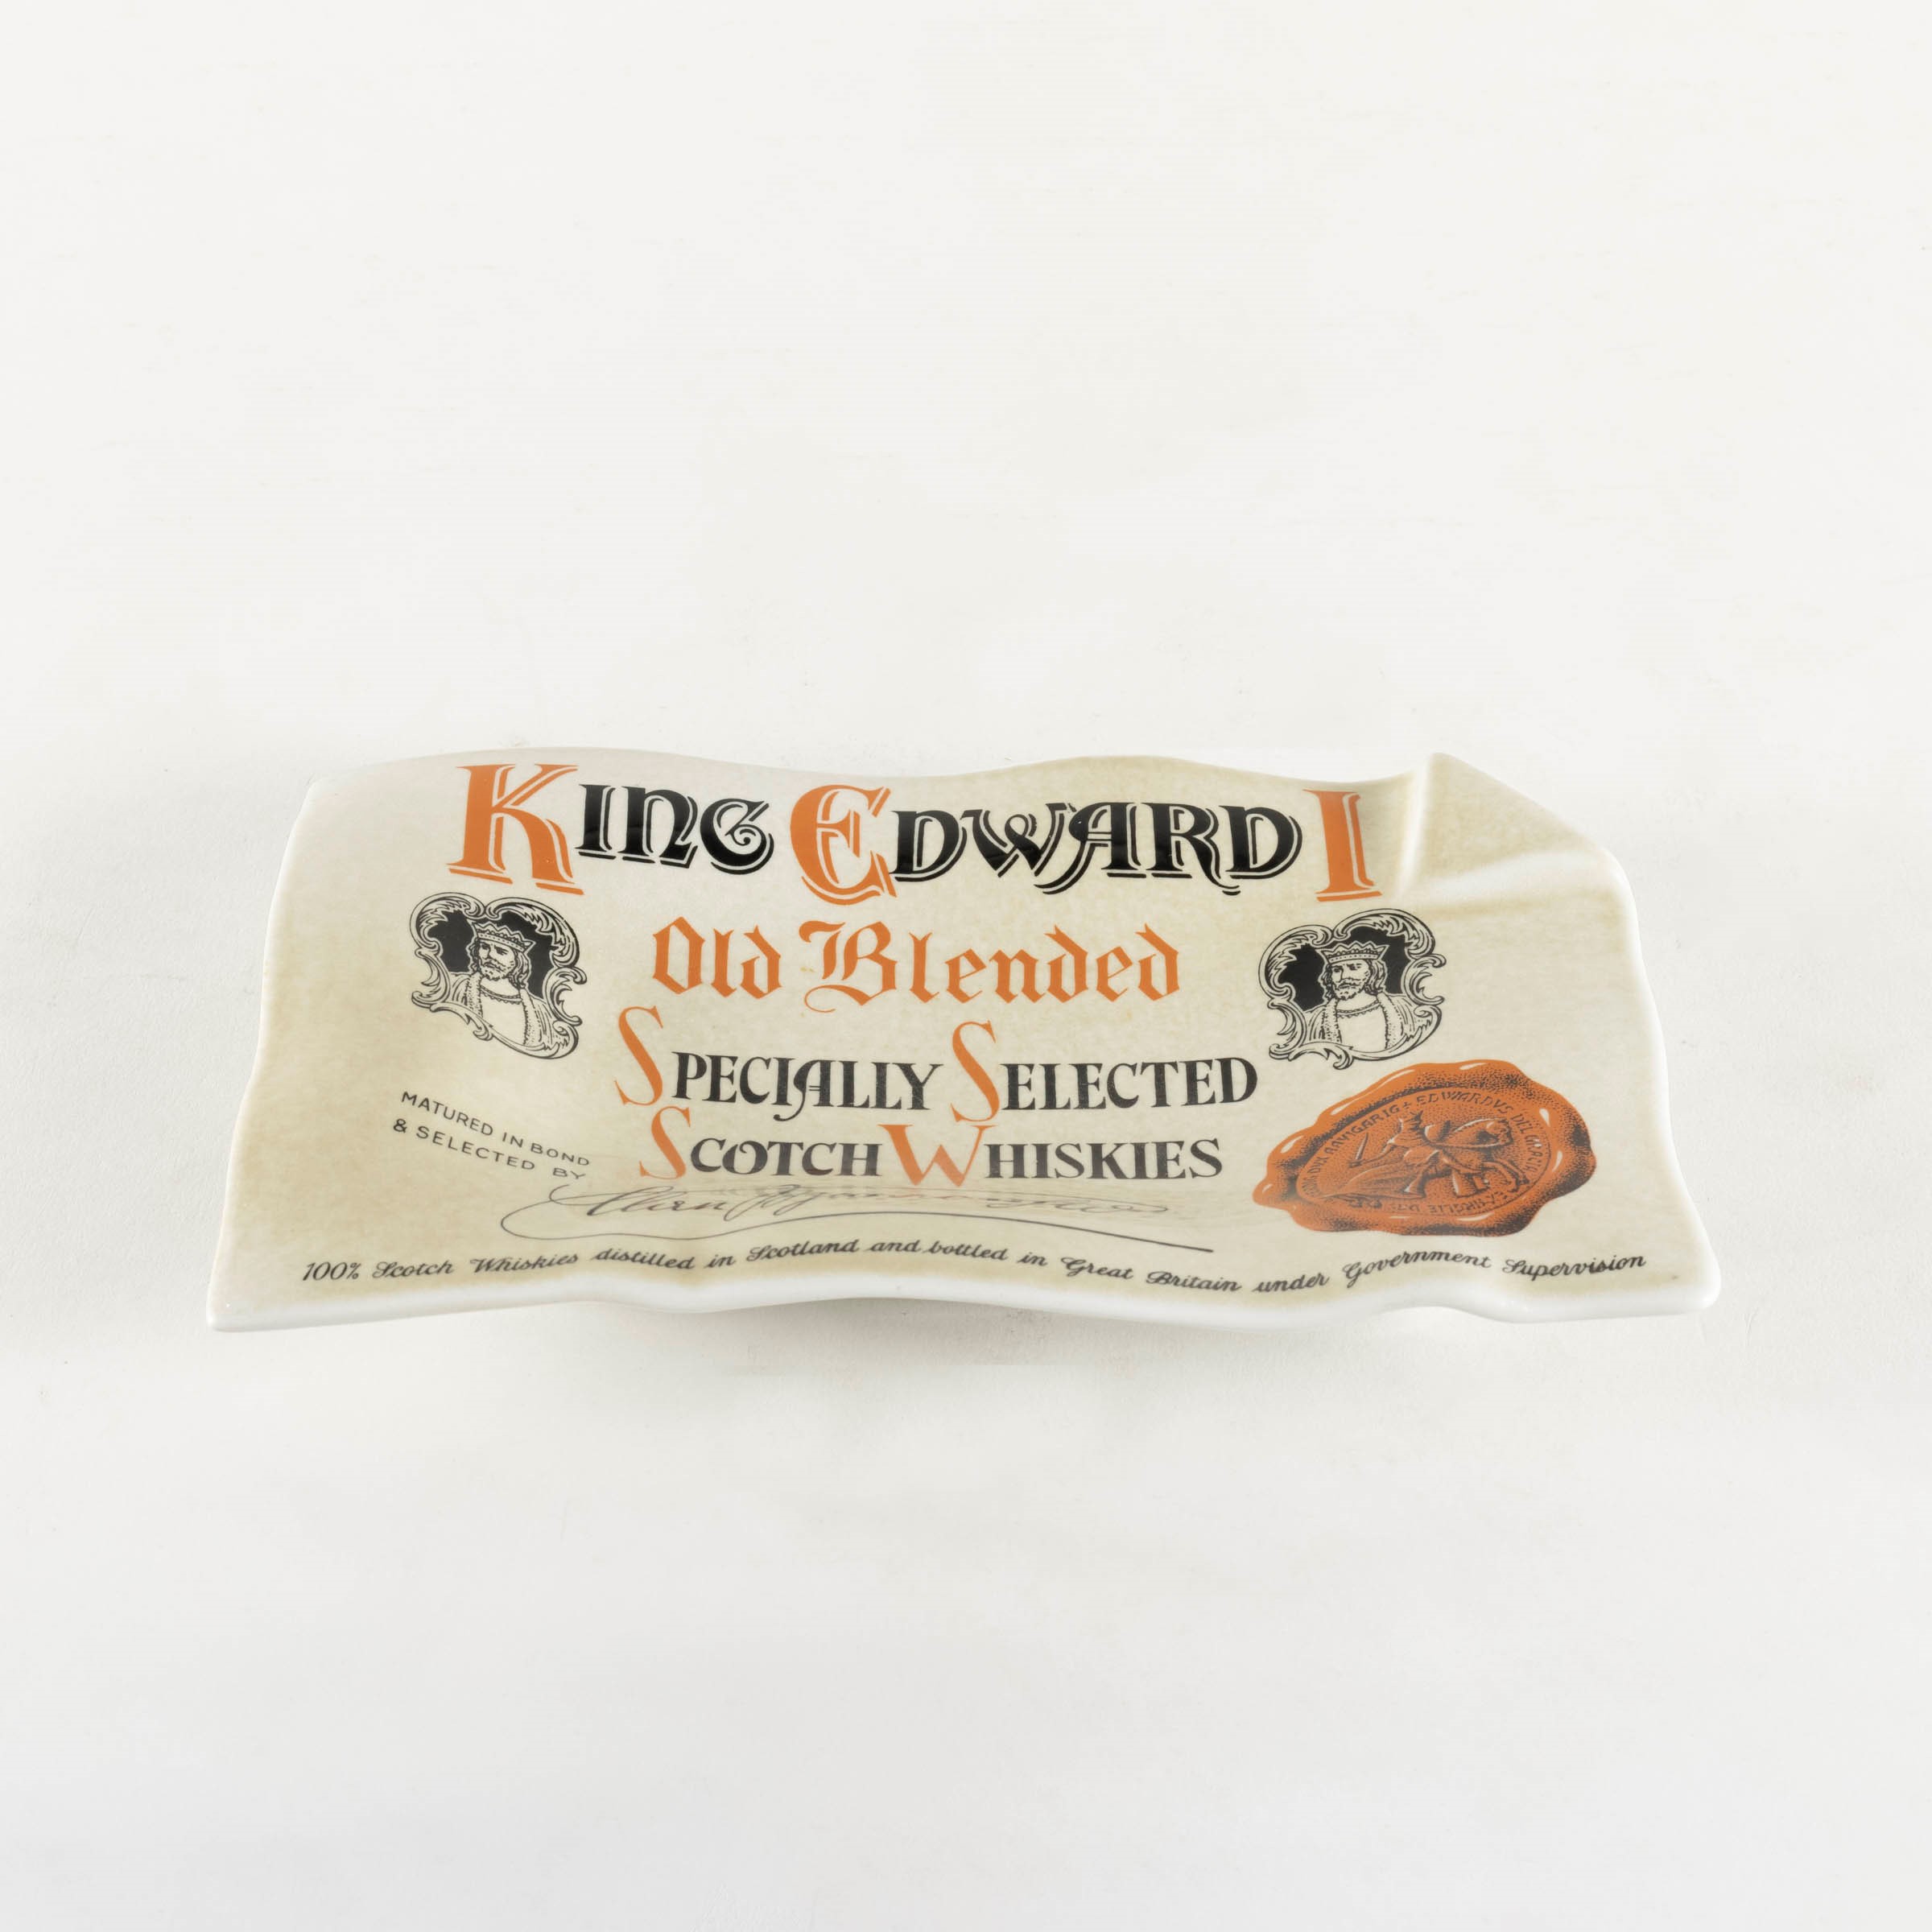 KING EDWARD I
Old Blended
SPECIALLY SELECTED
SCOTCH WHISKIES
MATURED IN BOND
& SELECTED BY
100% Scotch Whiskies distilled in Scotland and bottled in Great Britain under Government Supervision
EDWARDVS